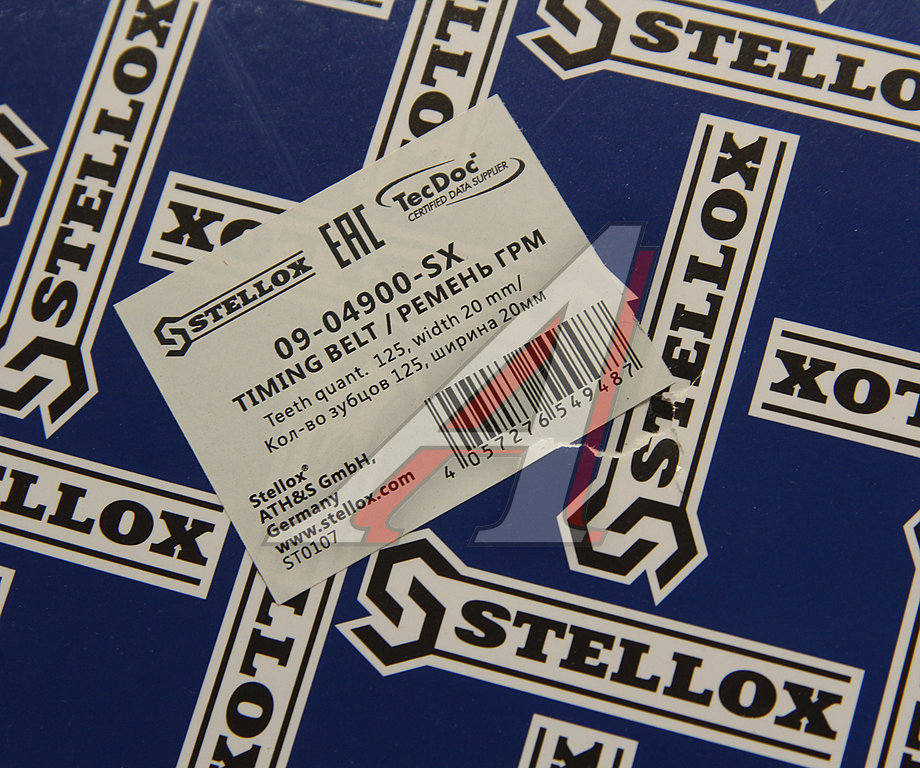 STELLOX
STELLOX
STELLOX
STELLOX
EAC
TecDoc
CERTIFIED DATA SUPPLIER
STELLOX
09-04900-SX
TIMING BELT / РЕМЕНЬ ГРМ
Teeth quant. 125, width 20 mm/
Кол-во зубцов 125, ширина 20мм
4 057276 549487
Stellox®
ATH&S GmbH,
Germany
www.stellox.com
ST0107
STELLOX
STELLOX